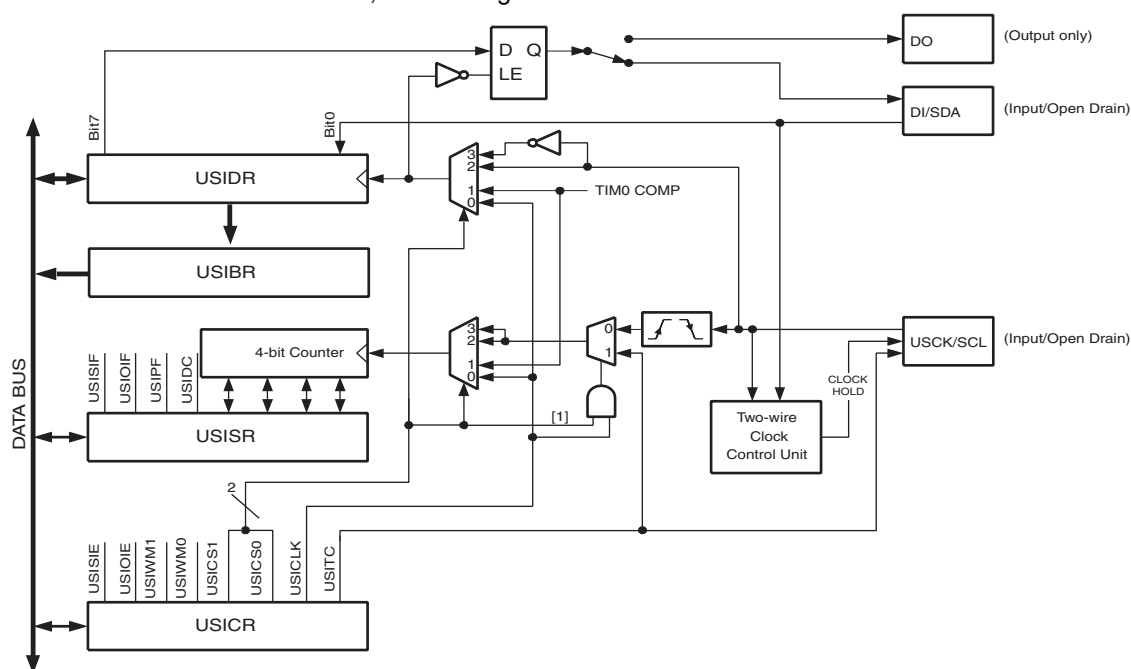 D Q
LE
DO
(Output only)
DI/SDA
(Input/Open Drain)
Bit7
Bit0
USIDR
3
2
1
0
TIM0 COMP
USIBR
DATA BUS
4-bit Counter
3
2
1
0
0
1
USCK/SCL
(Input/Open Drain)
CLOCK
HOLD
USISIF
USIOIF
USIPF
USIDC
[1]
Two-wire
Clock
Control Unit
USISR
2
USISIE
USIOIE
USIWM1
USIWM0
USICS1
USICS0
USICLK
USITC
USICR